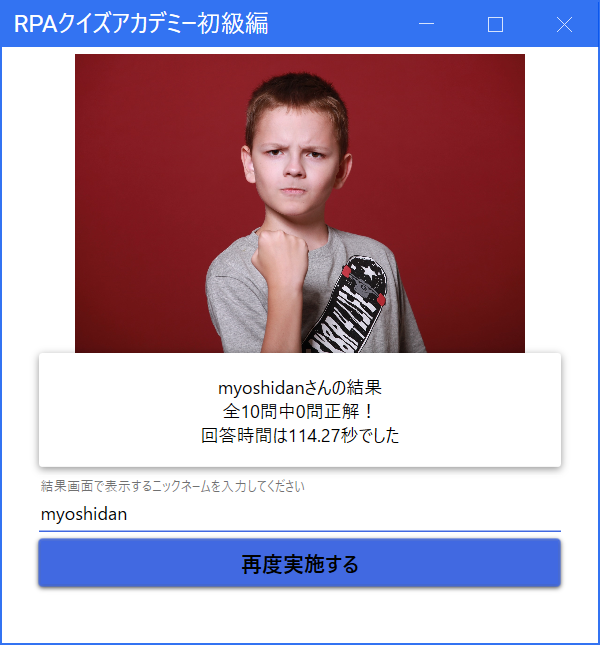 RPAクイズアカデミー初級編
myoshidanさんの結果
全10問中0問正解！
回答時間は114.27秒でした
結果画面で表示するニックネームを入力してください
myoshidan
再度実施する